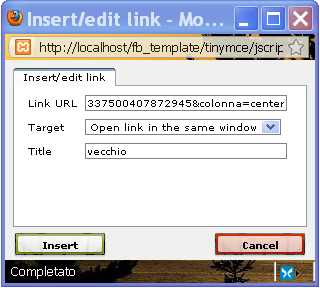 Insert/edit link - Mo...
http://localhost/fb_template/tinymce/jscrip
Insert/edit link
Link URL 337500407872945&colonna=center
Target Open link in the same window
Title vecchio
Insert Cancel
Completato